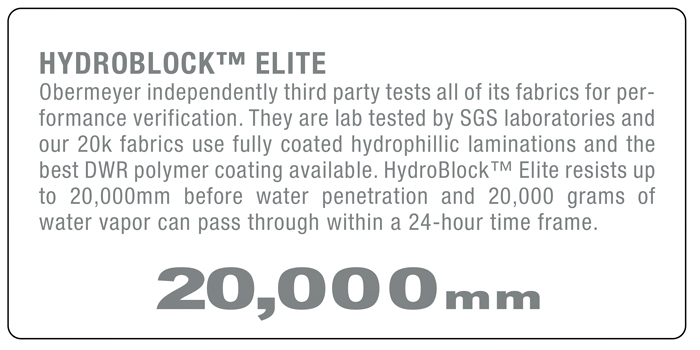 HYDROBLOCK™ ELITE
Obermeyer independently third party tests all of its fabrics for per-
formance verification. They are lab tested by SGS laboratories and
our 20k fabrics use fully coated hydrophillic laminations and the
best DWR polymer coating available. HydroBlock™ Elite resists up
to 20,000mm before water penetration and 20,000 grams of
water vapor can pass through within a 24-hour time frame.
20,000mm